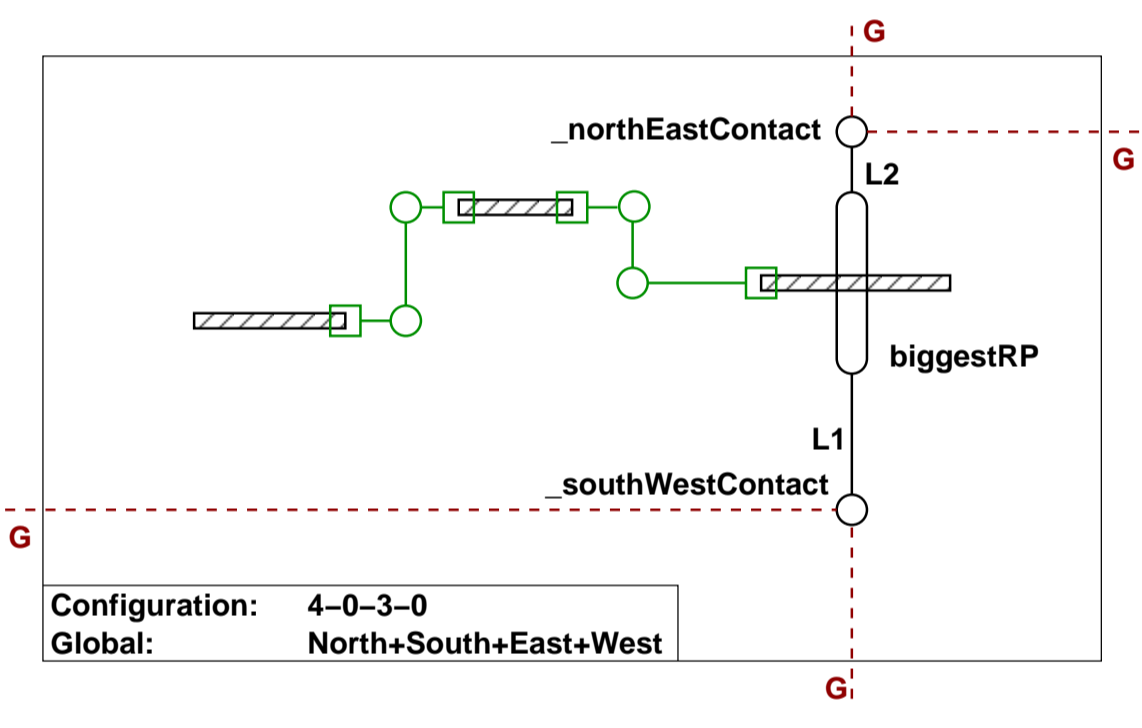 G
_northEastContact
G
L2
biggestRP
L1
_southWestContact
G
Configuration: 4–0–3–0
Global: North+South+East+West
G